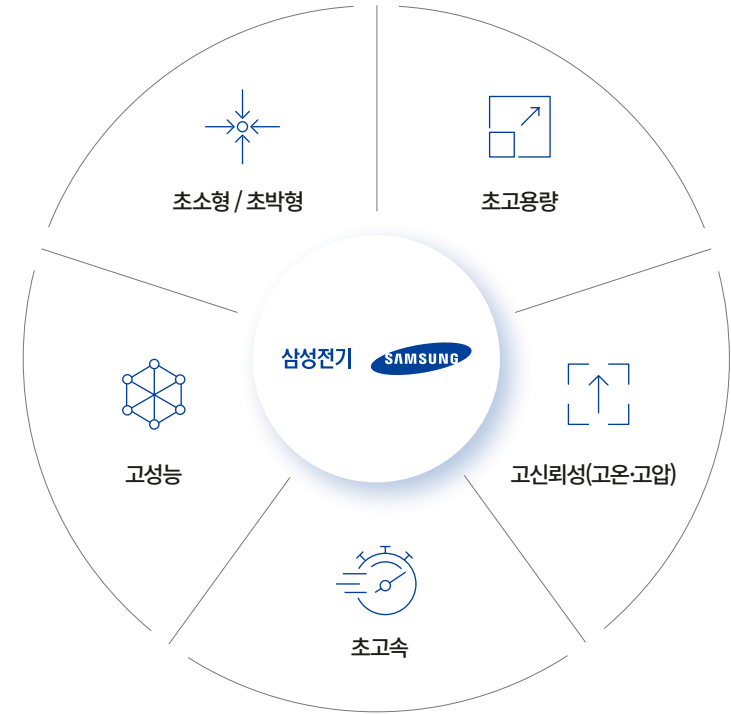 초소형 / 초박형
초고용량
삼성전기 SAMSUNG
고성능
고신뢰성(고온·고압)
초고속